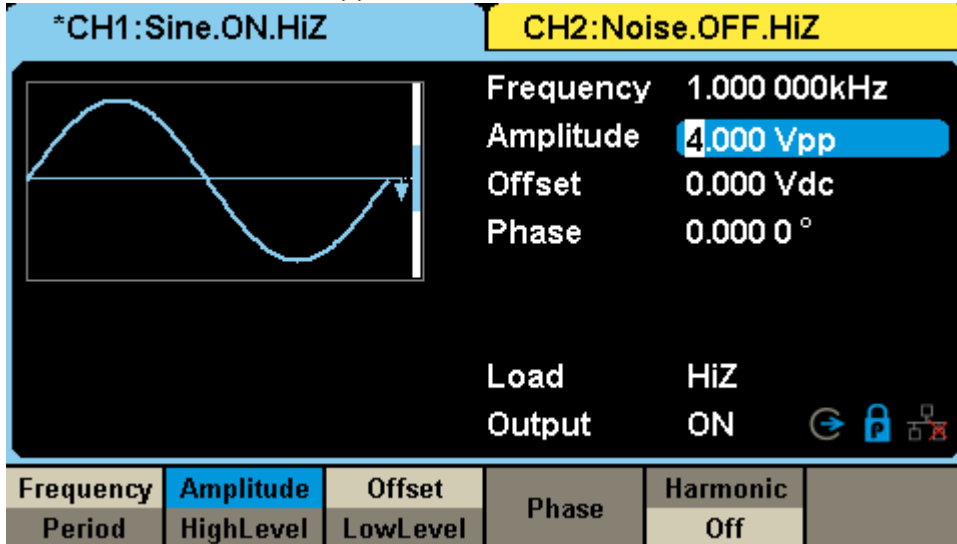 *CH1:Sine.ON.HiZ CH2:Noise.OFF.HiZ
Frequency 1.000 000kHz
Amplitude 4.000 Vpp
Offset 0.000 Vdc
Phase 0.000 0 °
Load HiZ
Output ON
P
Frequency Amplitude Offset Phase Harmonic
Period HighLevel LowLevel Off